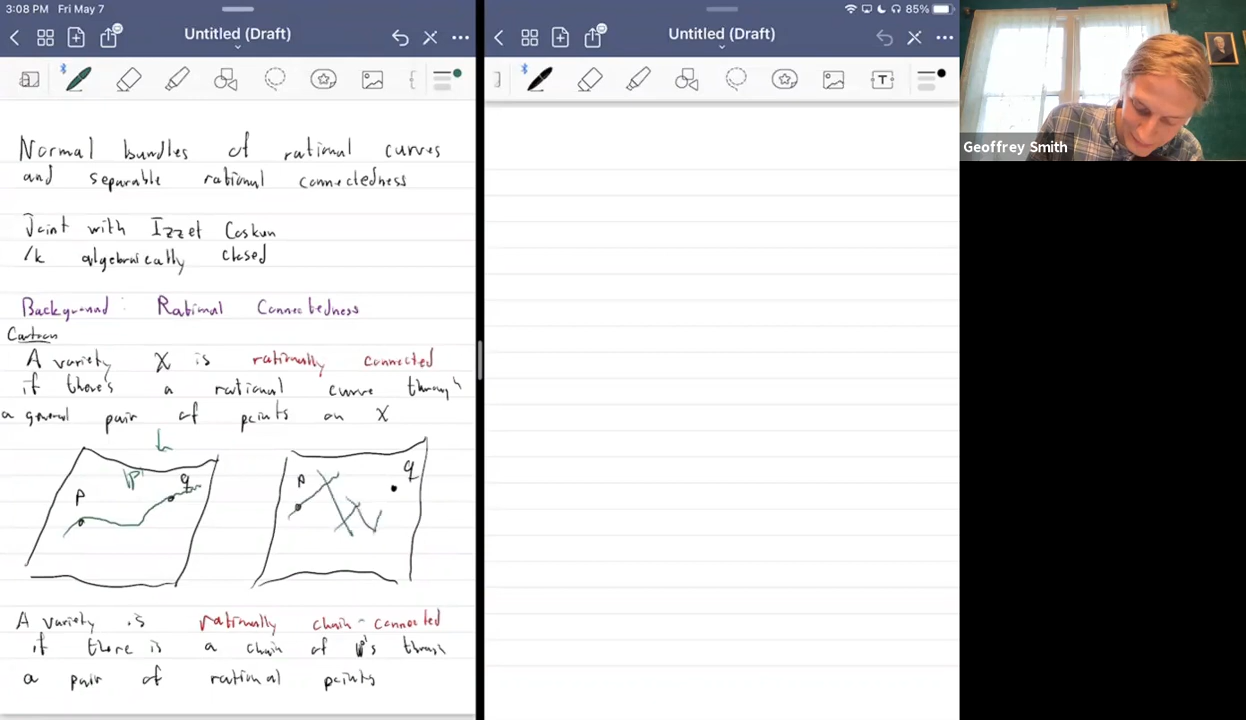 3:08 PM Fri May 7
85%
Untitled (Draft)
Untitled (Draft)
T
Geoffrey Smith
Normal bundles of rational curves
and separable rational connectedness
Joint with Izzet Coskun
/k algebraically closed
Background: Rational Connectedness
Cartoon
A variety X is rationally connected
if there's a rational curve through
a general pair of points on X
P q
P¹
p q
A variety is rationally chain-connected
if there is a chain of P¹s through
a pair of rational points